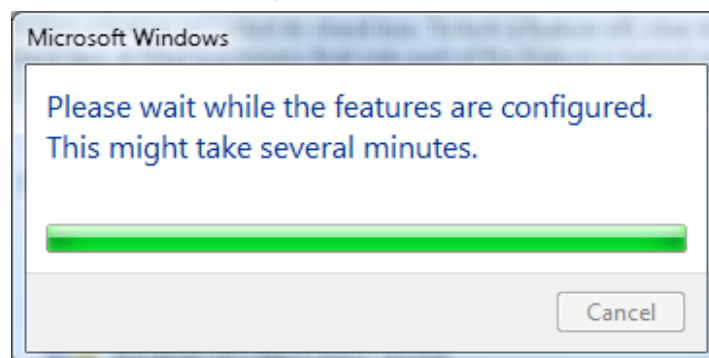 Microsoft Windows
Please wait while the features are configured.
This might take several minutes.
Cancel